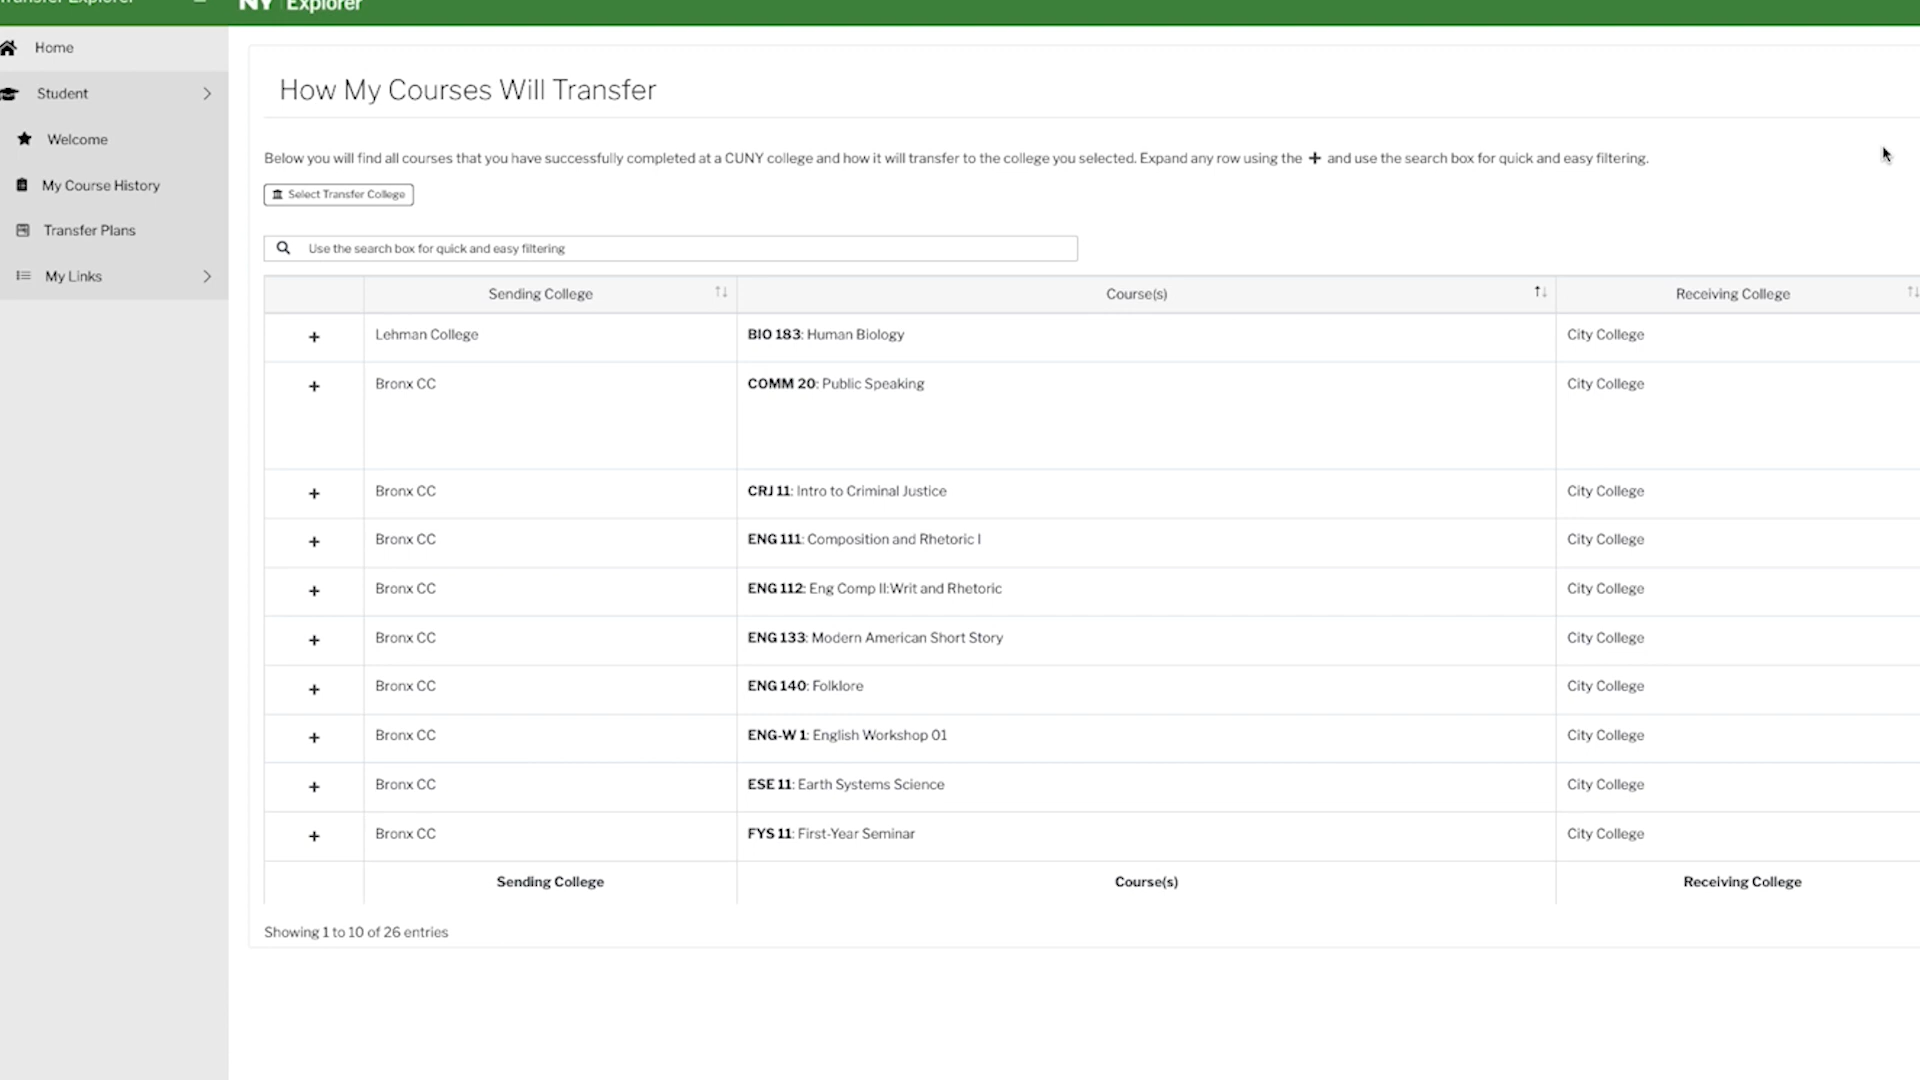 Transfer Explorer
NY Explorer
Home
Student
Welcome
My Course History
Transfer Plans
My Links
How My Courses Will Transfer
Below you will find all courses that you have successfully completed at a CUNY college and how it will transfer to the college you selected. Expand any row using the + and use the search box for quick and easy filtering.
Select Transfer College
Use the search box for quick and easy filtering
Sending College Course(s) Receiving College
+ Lehman College BIO 183: Human Biology City College
+ Bronx CC COMM 20: Public Speaking City College
+ Bronx CC CRJ 11: Intro to Criminal Justice City College
+ Bronx CC ENG 111: Composition and Rhetoric I City College
+ Bronx CC ENG 112: Eng Comp II:Writ and Rhetoric City College
+ Bronx CC ENG 133: Modern American Short Story City College
+ Bronx CC ENG 140: Folklore City College
+ Bronx CC ENG-W 1: English Workshop 01 City College
+ Bronx CC ESE 11: Earth Systems Science City College
+ Bronx CC FYS 11: First-Year Seminar City College
Sending College Course(s) Receiving College
Showing 1 to 10 of 26 entries